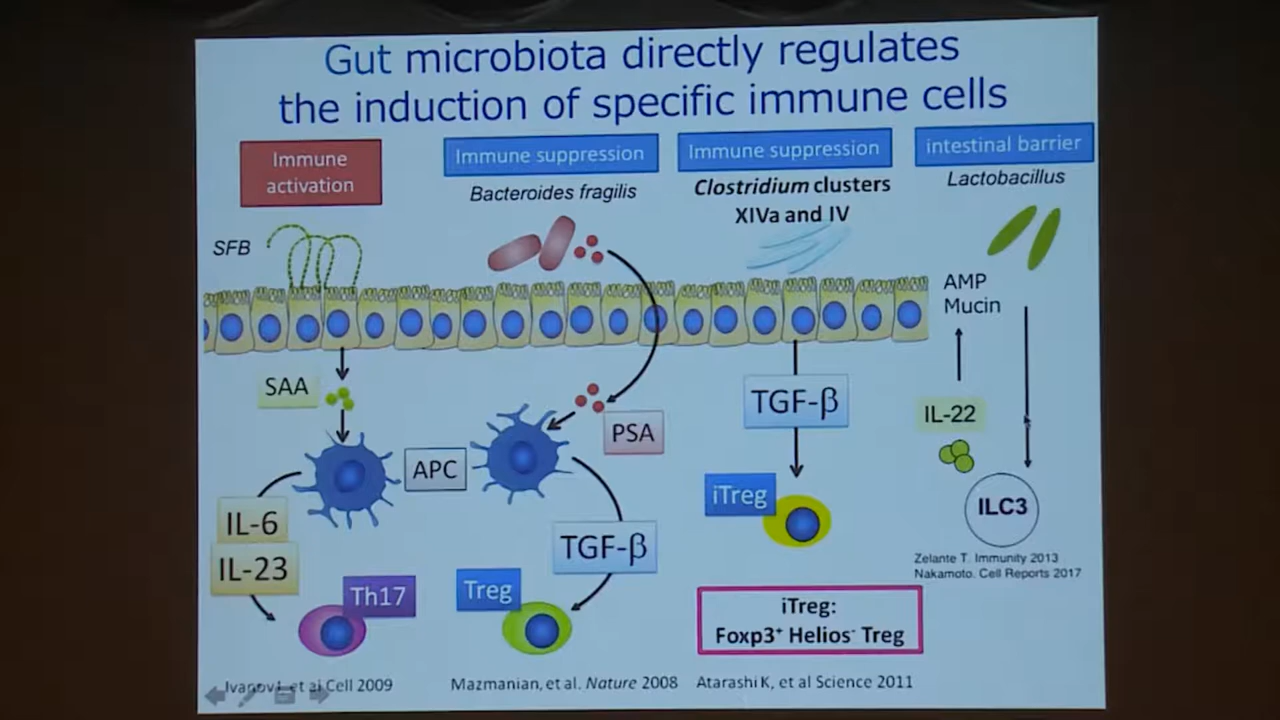 Gut microbiota directly regulates
the induction of specific immune cells
Immune
activation
SFB
SAA
IL-6
IL-23
Th17
Immune suppression
Bacteroides fragilis
PSA
APC
TGF-β
Treg
Immune suppression
Clostridium clusters
XIVa and IV
TGF-β
iTreg
iTreg:
Foxp3⁺ Helios⁻ Treg
intestinal barrier
Lactobacillus
AMP
Mucin
IL-22
ILC3
Zelante T. Immunity 2013
Nakamoto. Cell Reports 2017
Cell 2009
Mazmanian, et al. Nature 2008
Atarashi K, et al Science 2011